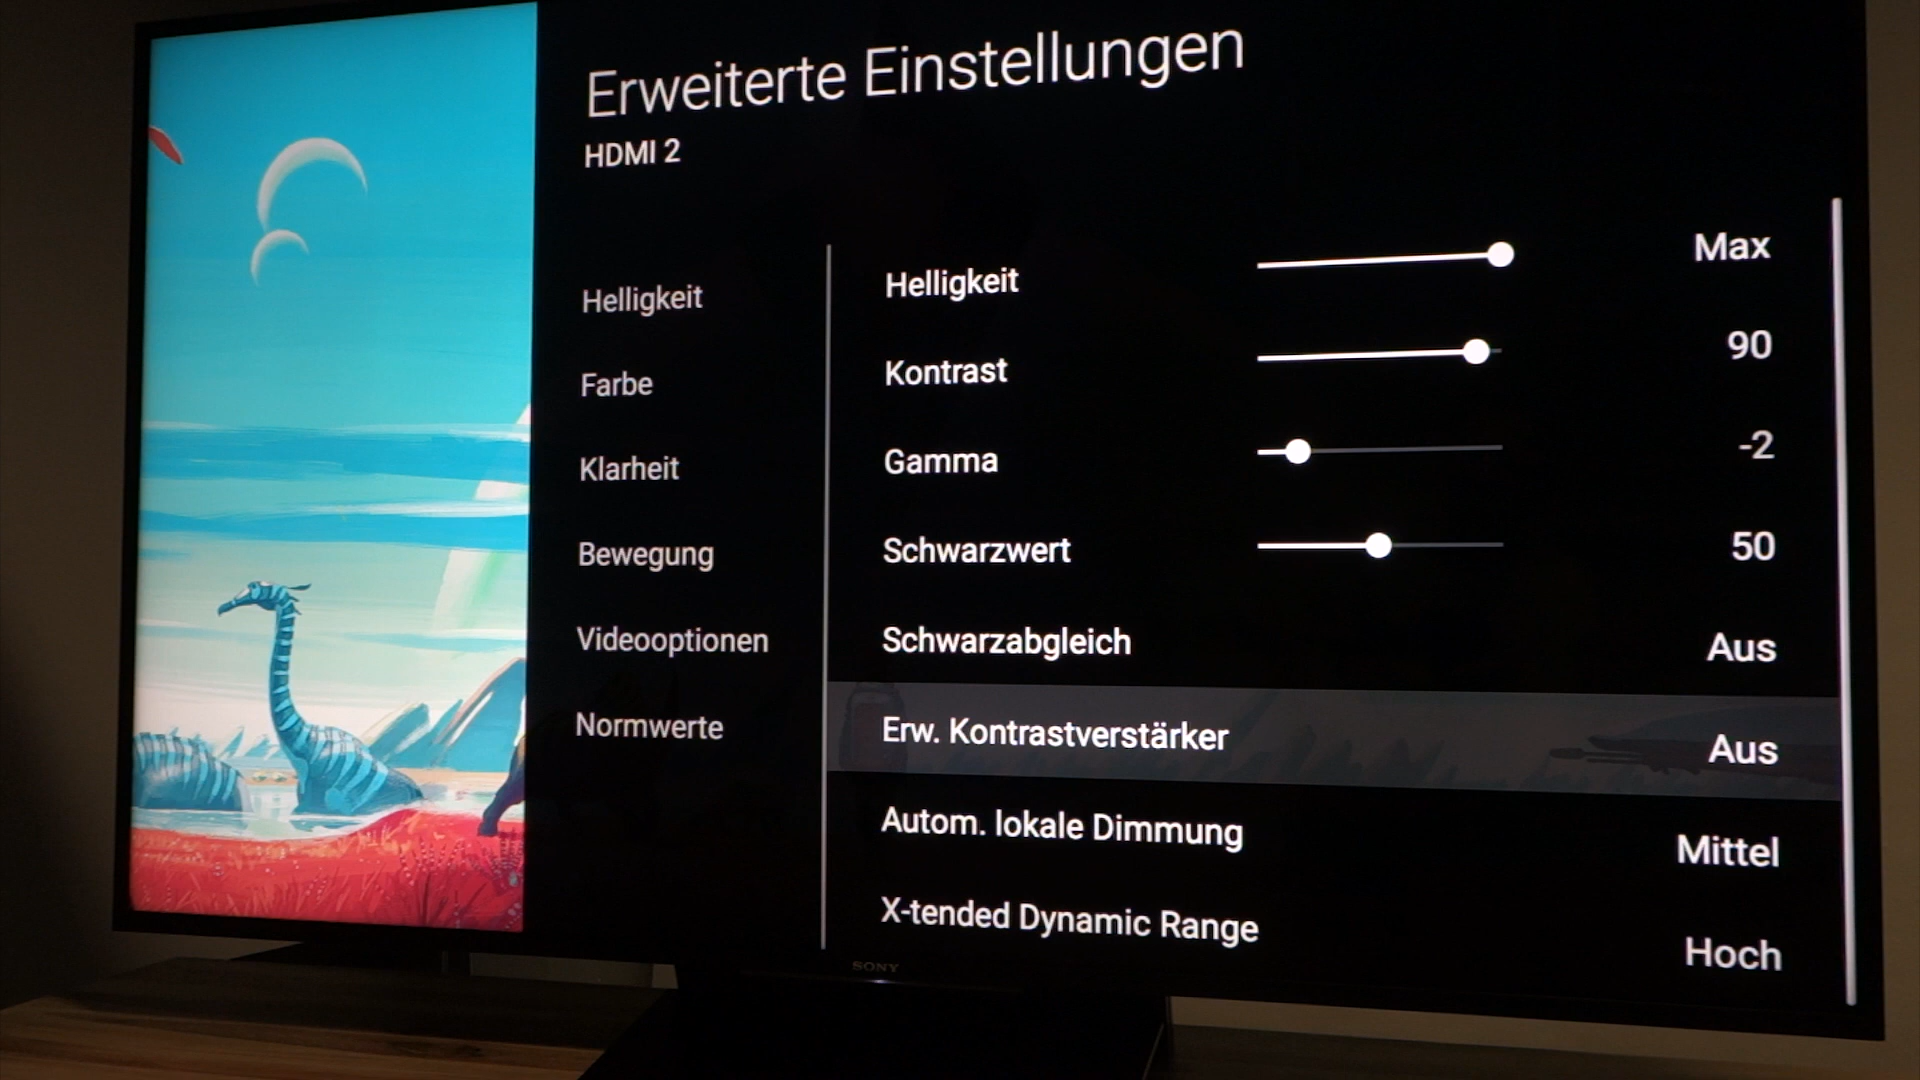 Erweiterte Einstellungen
HDMI 2
Helligkeit
Farbe
Klarheit
Bewegung
Videooptionen
Normwerte
Helligkeit Max
Kontrast 90
Gamma -2
Schwarzwert 50
Schwarzabgleich Aus
Erw. Kontrastverstärker Aus
Autom. lokale Dimmung Mittel
X-tended Dynamic Range Hoch
SONY